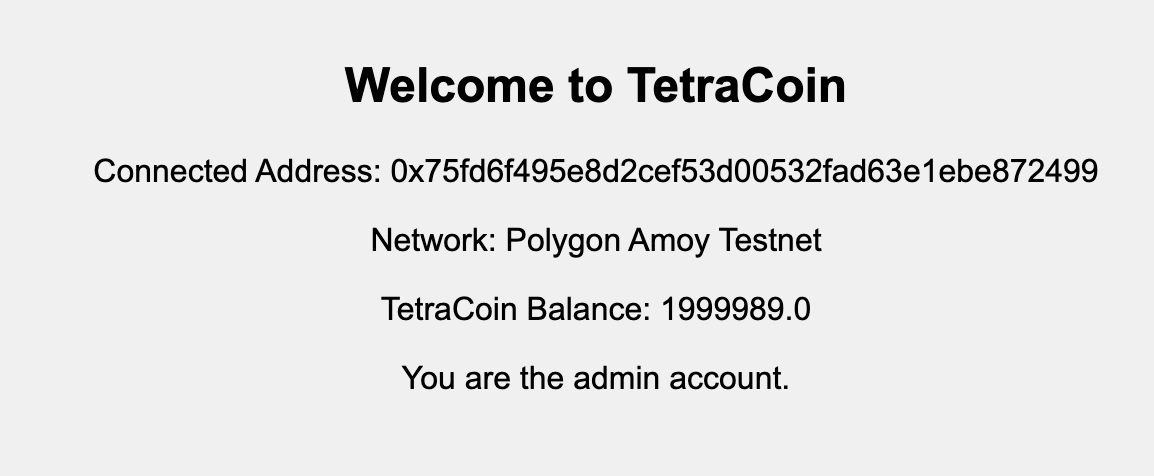 Welcome to TetraCoin
Connected Address: 0x75fd6f495e8d2cef53d00532fad63e1ebe872499
Network: Polygon Amoy Testnet
TetraCoin Balance: 1999989.0
You are the admin account.